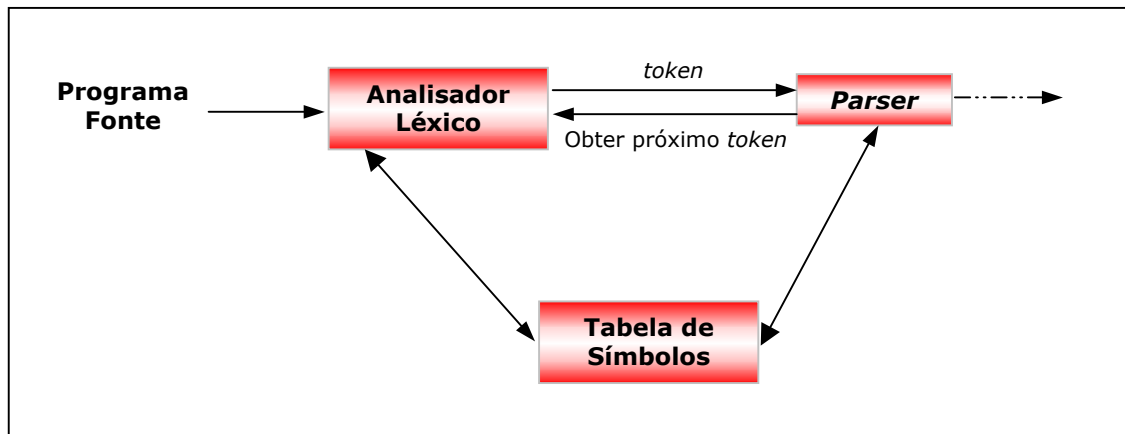 Programa
Fonte
Analisador
Léxico
token
Obter próximo token
Parser
Tabela de
Símbolos